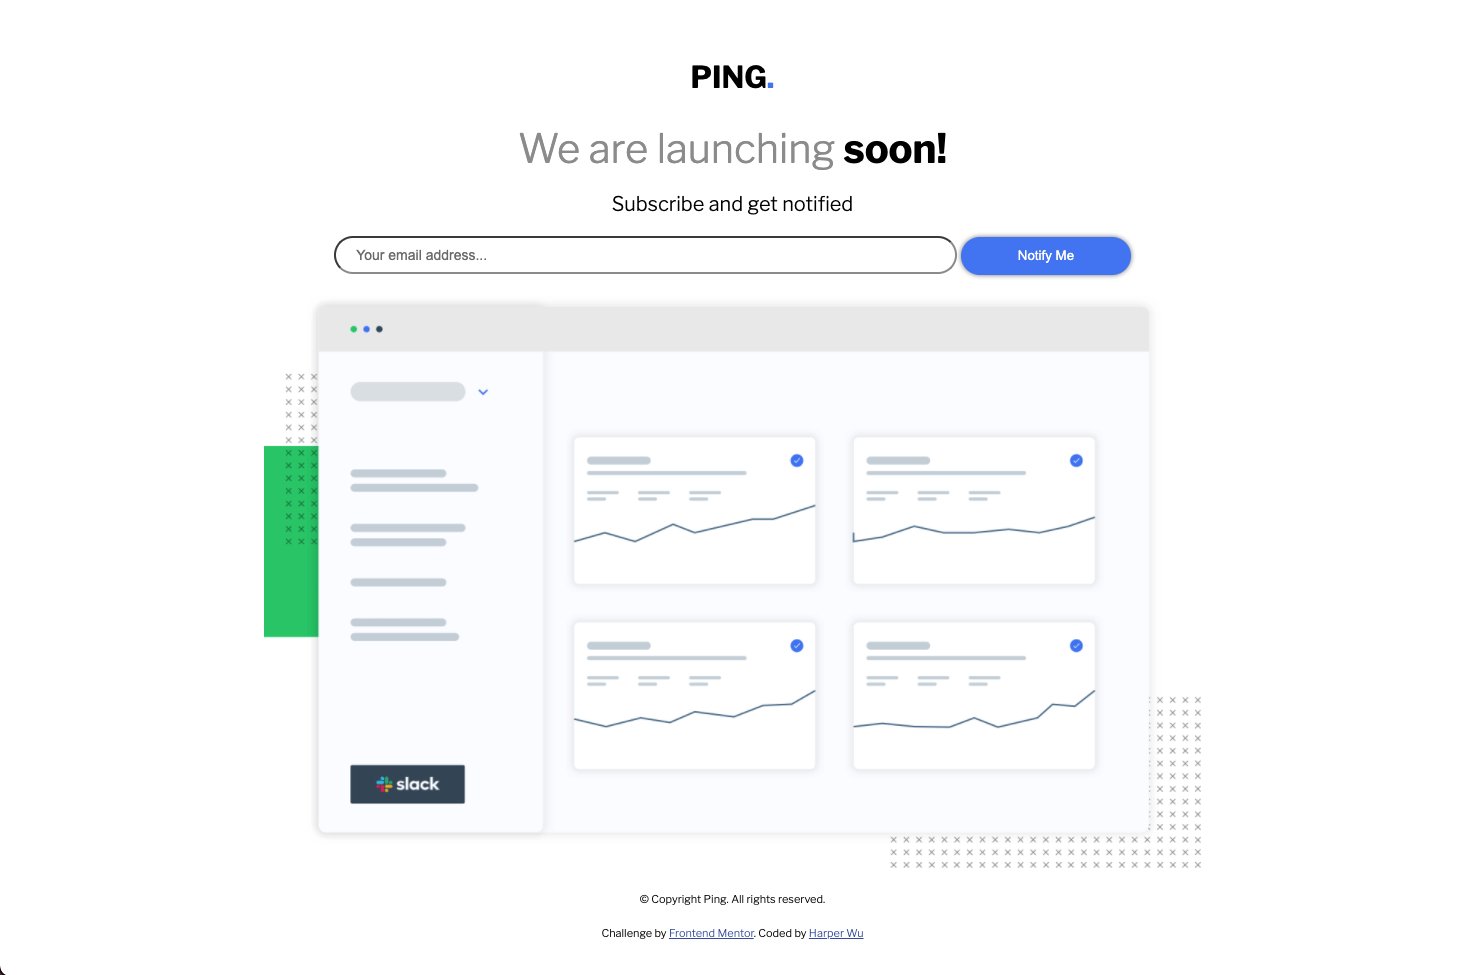 PING.
We are launching soon!
Subscribe and get notified
Your email address...
Notify Me
slack
© Copyright Ping. All rights reserved.
Challenge by Frontend Mentor. Coded by Harper Wu